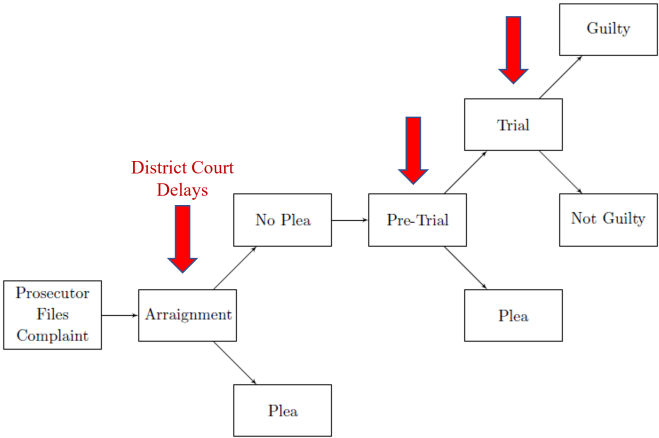 Guilty
Trial
District Court
Delays
No Plea
Pre-Trial
Not Guilty
Prosecutor
Files
Complaint
Arraignment
Plea
Plea